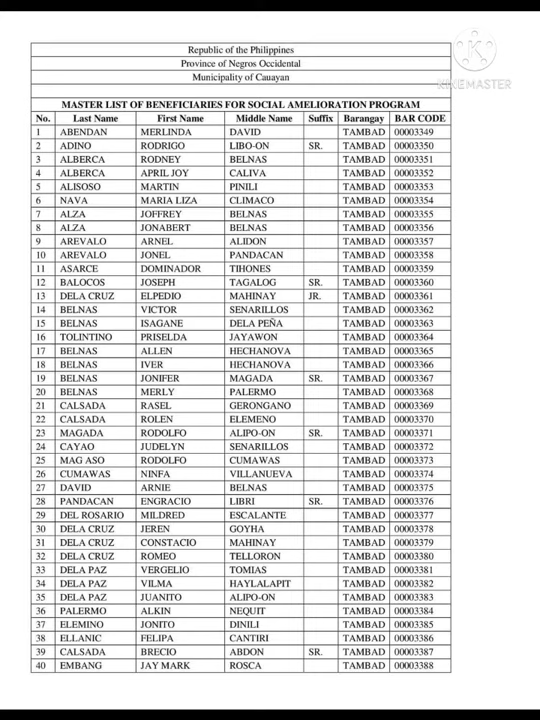 KINEMASTER
Republic of the Philippines
Province of Negros Occidental
Municipality of Cauayan
MASTER LIST OF BENEFICIARIES FOR SOCIAL AMELIORATION PROGRAM
No. Last Name First Name Middle Name Suffix Barangay BAR CODE
1 ABENDAN MERLINDA DAVID TAMBAD 00003349
2 ADINO RODRIGO LIBO-ON SR. TAMBAD 00003350
3 ALBERCA RODNEY BELNAS TAMBAD 00003351
4 ALBERCA APRIL JOY CALIVA TAMBAD 00003352
5 ALISOSO MARTIN PINILI TAMBAD 00003353
6 NAVA MARIA LIZA CLIMACO TAMBAD 00003354
7 ALZA JOFFREY BELNAS TAMBAD 00003355
8 ALZA JONABERT BELNAS TAMBAD 00003356
9 AREVALO ARNEL ALIDON TAMBAD 00003357
10 AREVALO JONEL PANDACAN TAMBAD 00003358
11 ASARCE DOMINADOR TIHONES TAMBAD 00003359
12 BALOCOS JOSEPH TAGALOG SR. TAMBAD 00003360
13 DELA CRUZ ELPEDIO MAHINAY JR. TAMBAD 00003361
14 BELNAS VICTOR SENARILLOS TAMBAD 00003362
15 BELNAS ISAGANE DELA PEÑA TAMBAD 00003363
16 TOLINTINO PRISELDA JAYAWON TAMBAD 00003364
17 BELNAS ALLEN HECHANOVA TAMBAD 00003365
18 BELNAS IVER HECHANOVA TAMBAD 00003366
19 BELNAS JONIFER MAGADA SR. TAMBAD 00003367
20 BELNAS MERLY PALERMO TAMBAD 00003368
21 CALSADA RASEL GERONGANO TAMBAD 00003369
22 CALSADA ROLEN ELEMENO TAMBAD 00003370
23 MAGADA RODOLFO ALIPO-ON SR. TAMBAD 00003371
24 CAYAO JUDELYN SENARILLOS TAMBAD 00003372
25 MAG ASO RODOLFO CUMAWAS TAMBAD 00003373
26 CUMAWAS NINFA VILLANUEVA TAMBAD 00003374
27 DAVID ARNIE BELNAS TAMBAD 00003375
28 PANDACAN ENGRACIO LIBRI SR. TAMBAD 00003376
29 DEL ROSARIO MILDRED ESCALANTE TAMBAD 00003377
30 DELA CRUZ JEREN GOYHA TAMBAD 00003378
31 DELA CRUZ CONSTACIO MAHINAY TAMBAD 00003379
32 DELA CRUZ ROMEO TELLORON TAMBAD 00003380
33 DELA PAZ VERGELIO TOMIAS TAMBAD 00003381
34 DELA PAZ VILMA HAYLALAPIT TAMBAD 00003382
35 DELA PAZ JUANITO ALIPO-ON TAMBAD 00003383
36 PALERMO ALKIN NEQUIT TAMBAD 00003384
37 ELEMINO JONITO DINILI TAMBAD 00003385
38 ELLANIC FELIPA CANTIRI TAMBAD 00003386
39 CALSADA BRECIO ABDON SR. TAMBAD 00003387
40 EMBANG JAY MARK ROSCA TAMBAD 00003388